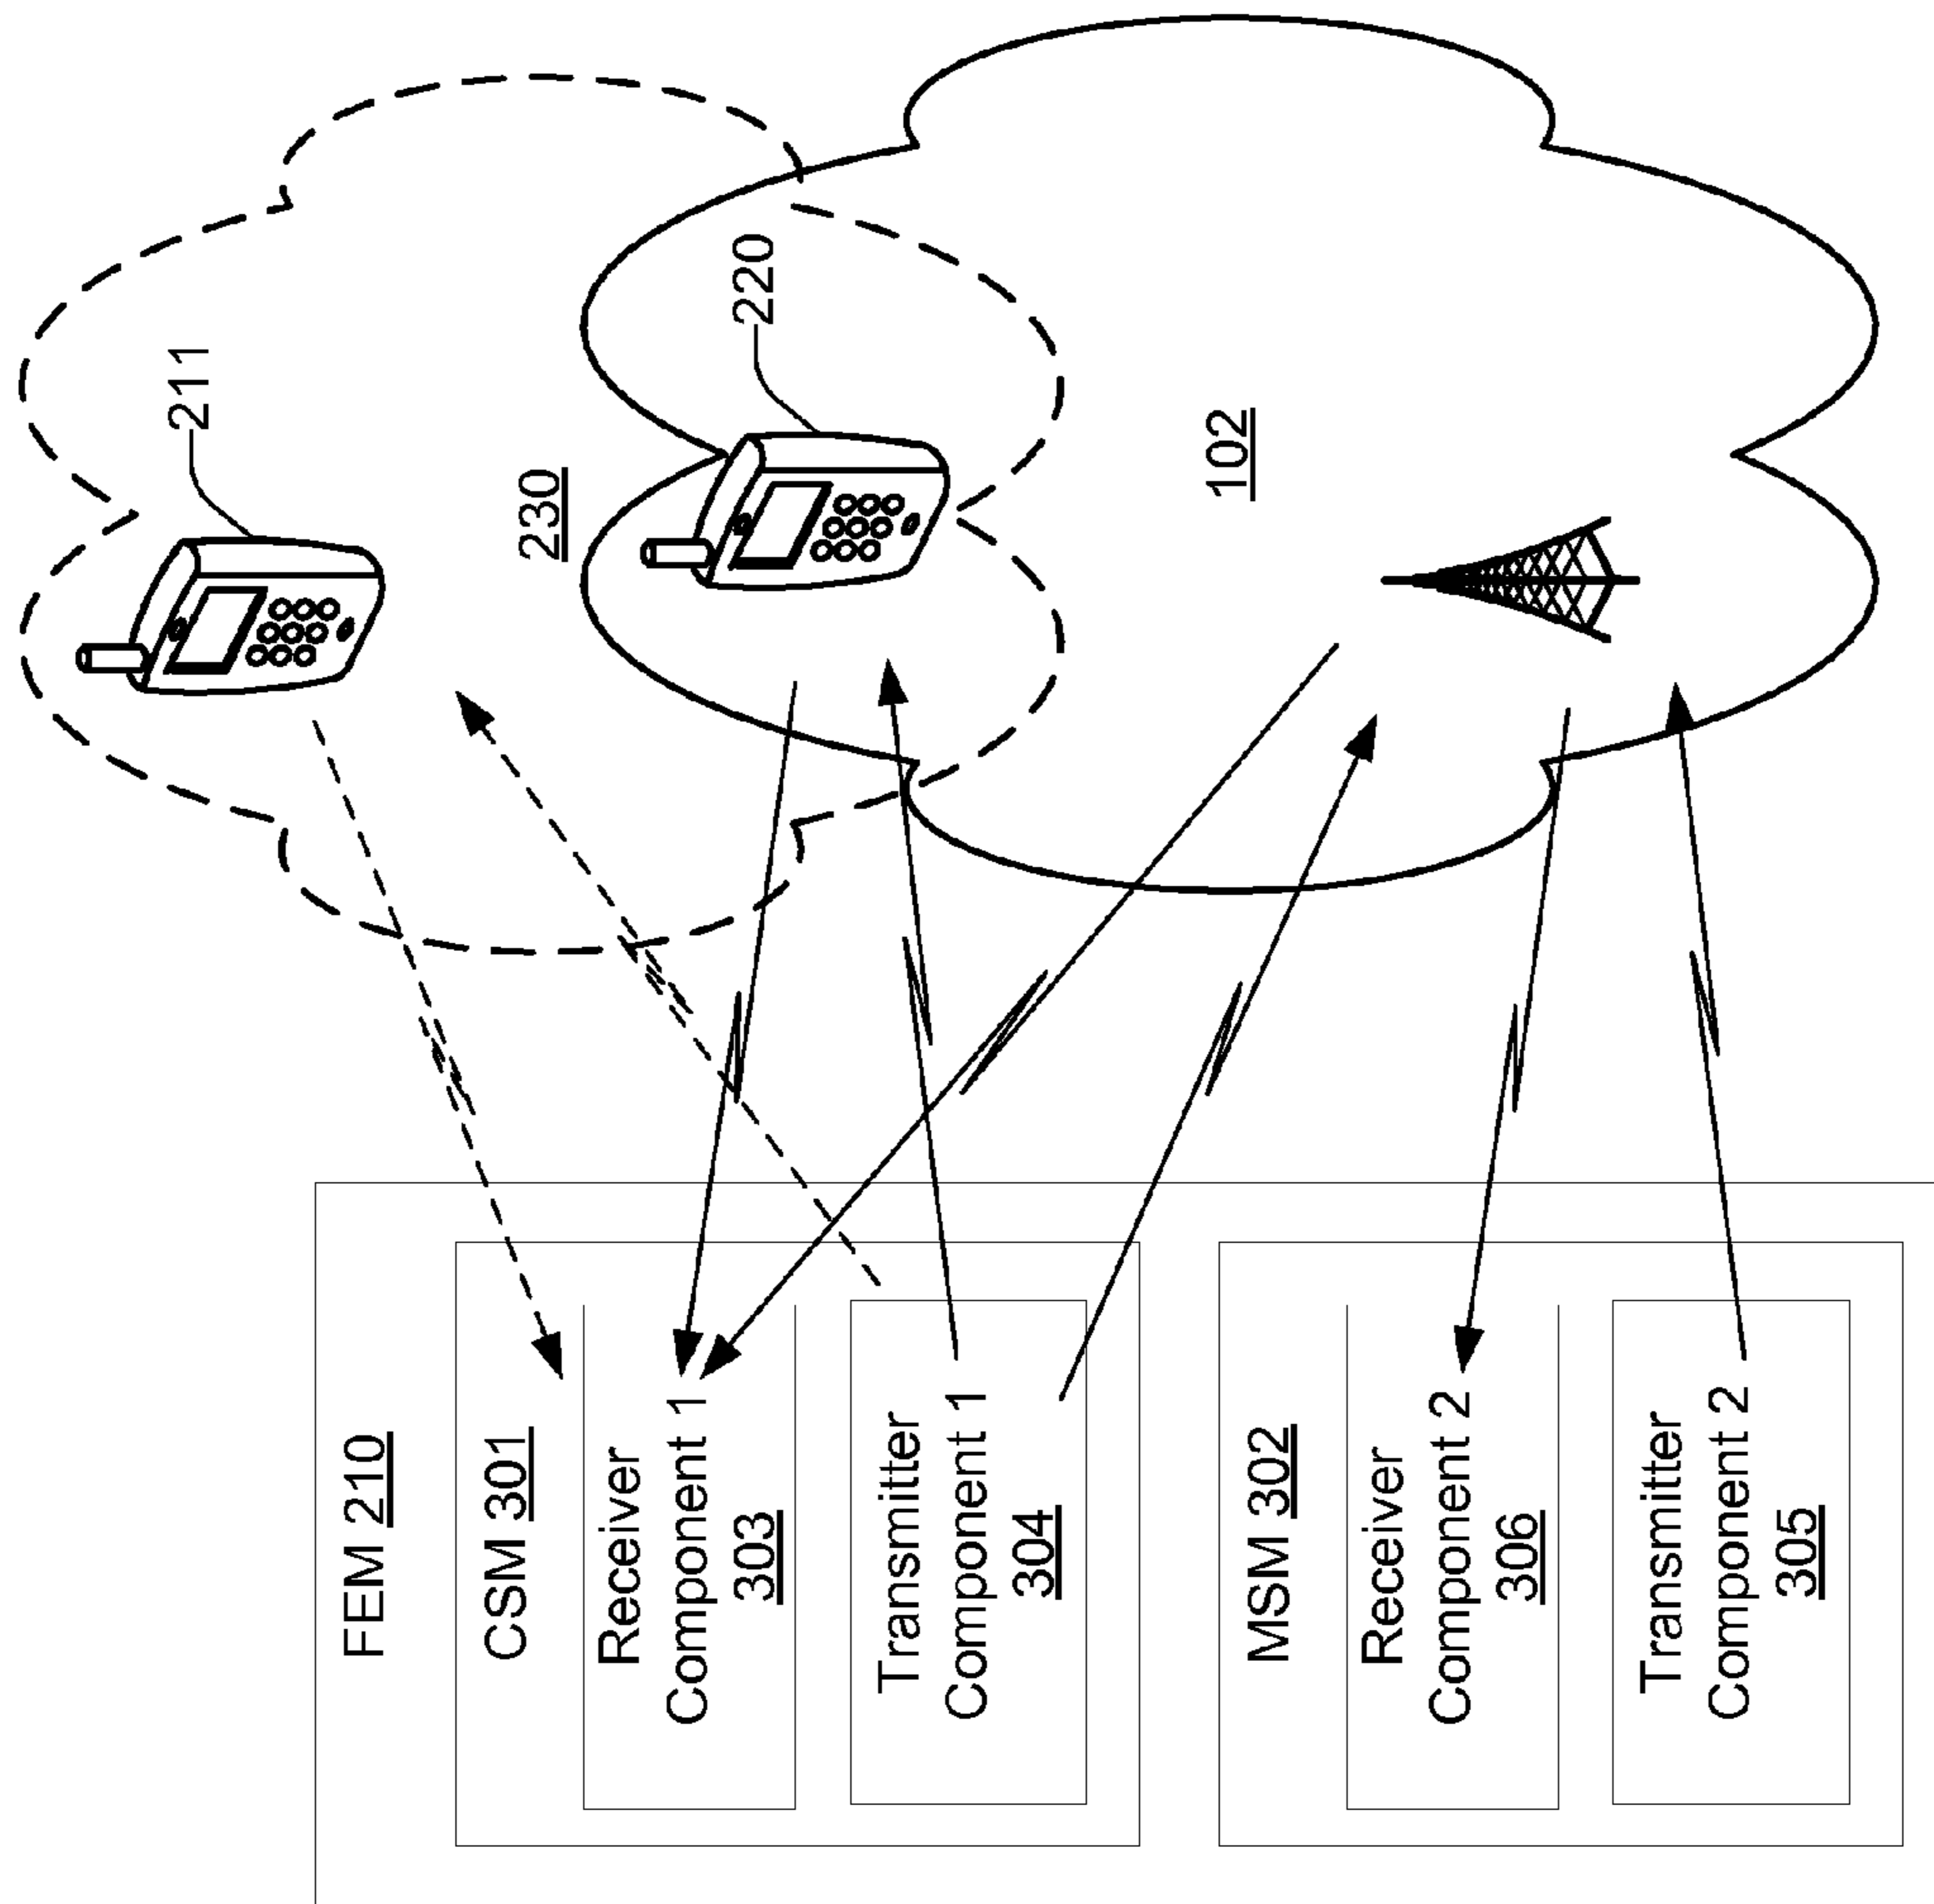 FEM 210
CSM 301
Receiver
Component 1
303
Transmitter
Component 1
304
MSM 302
Receiver
Component 2
306
Transmitter
Component 2
305
211
230
220
102